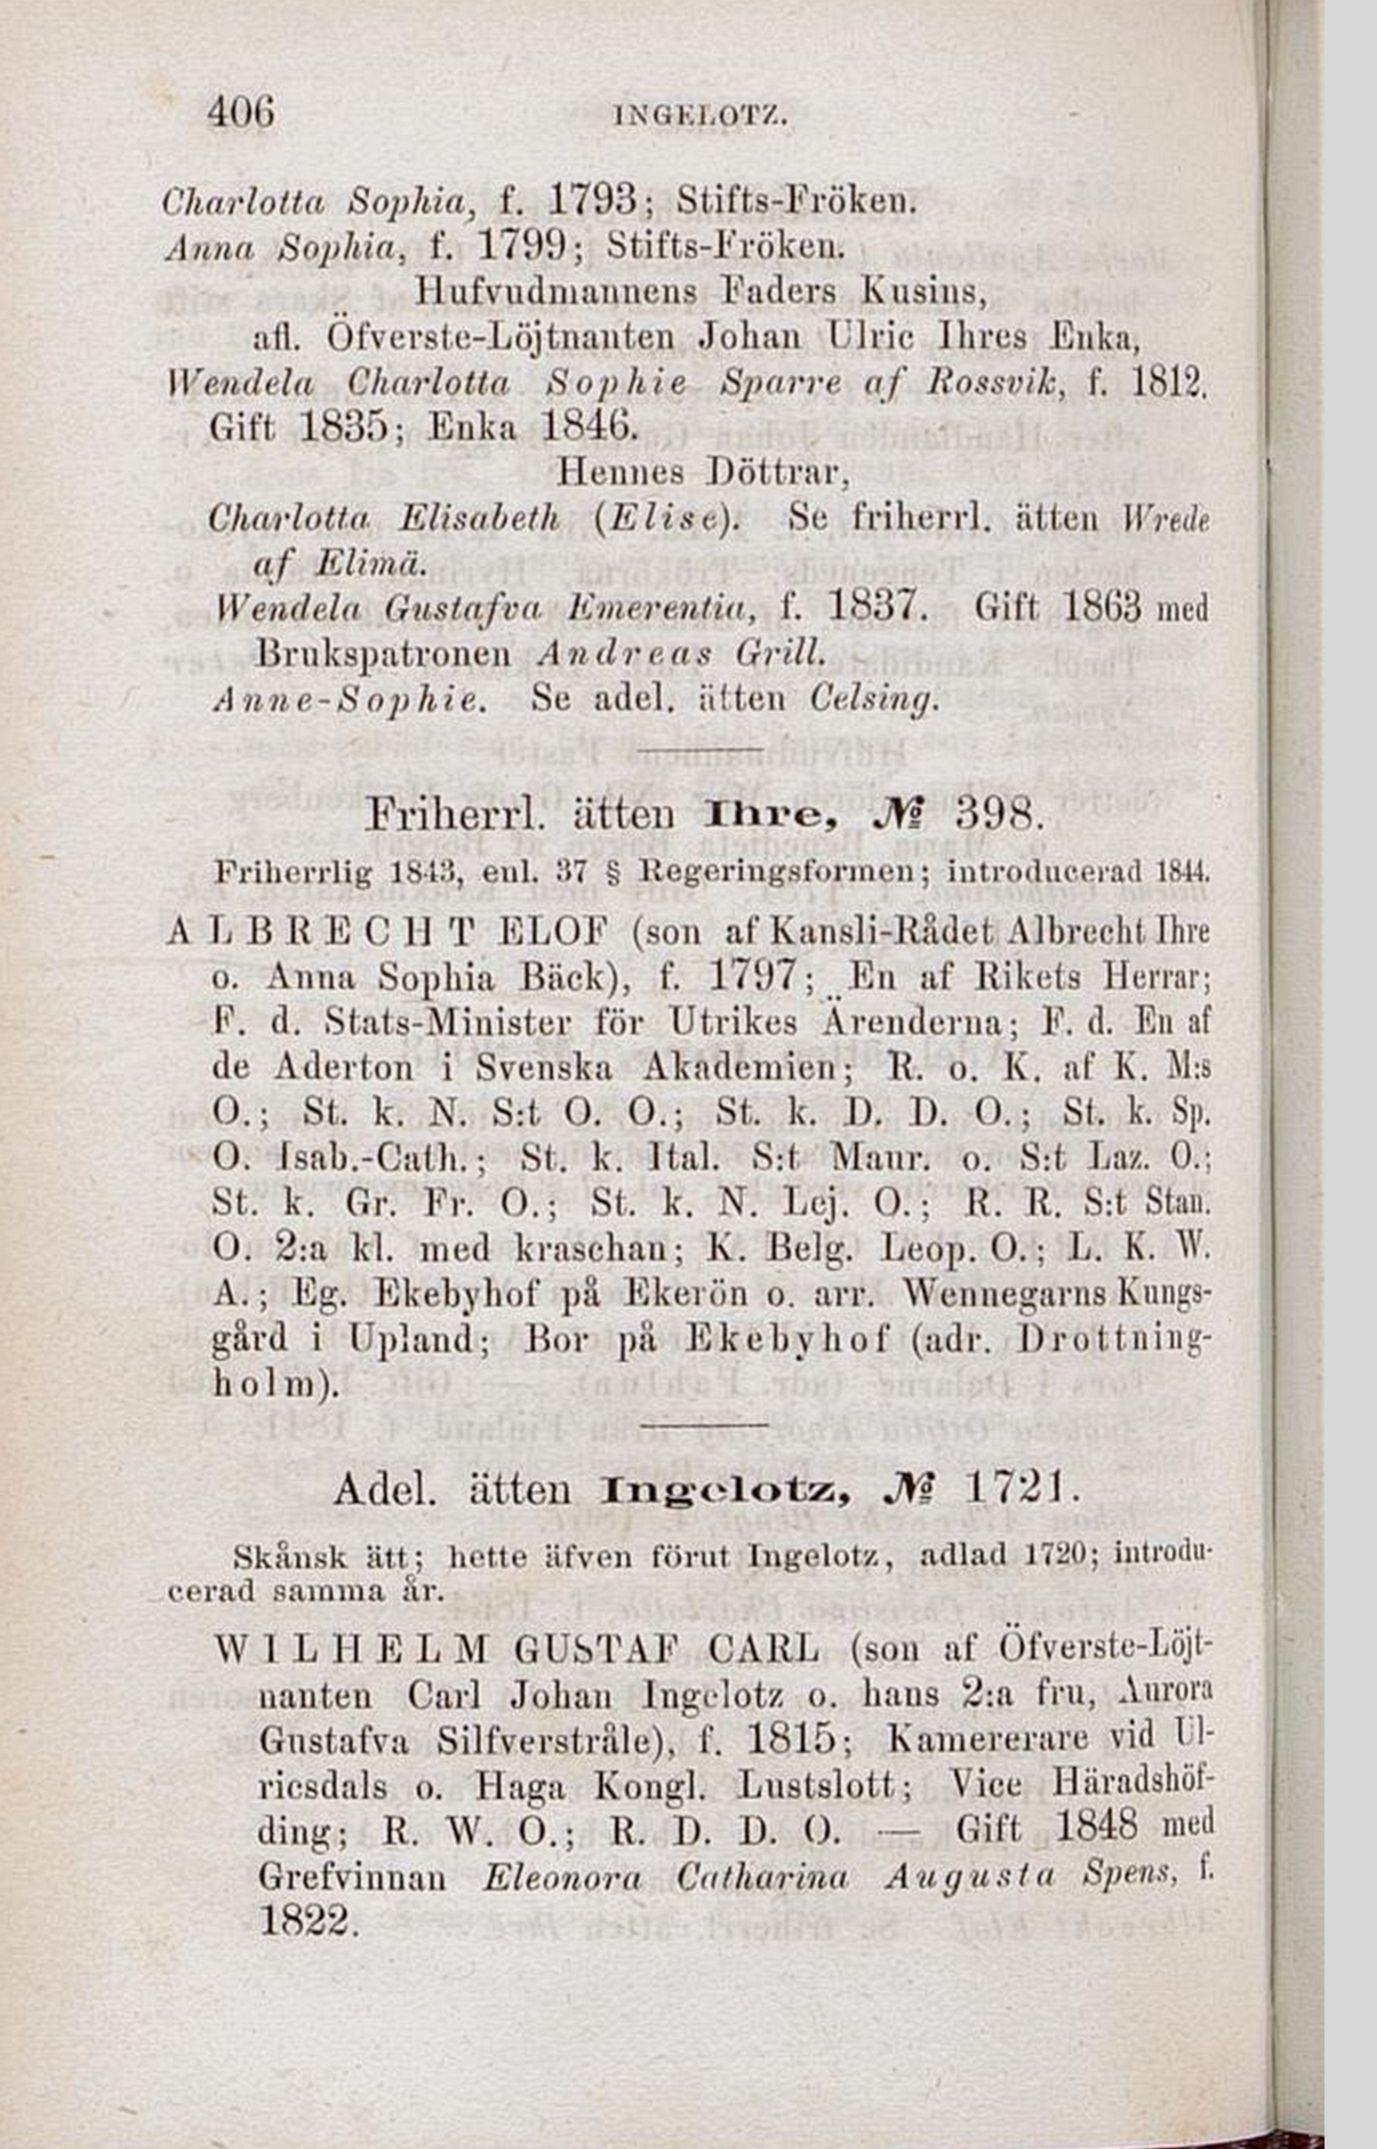 406 INGELOTZ.
Charlotta Sophia, f. 1793; Stifts-Fröken.
Anna Sophia, f. 1799; Stifts-Fröken.
Hufvudmannens Faders Kusins,
afl. Öfverste-Löjtnanten Johan Ulric Ihres Enka,
Wendela Charlotta Sophie Sparre af Rossvik, f. 1812.
Gift 1835; Enka 1846.
Hennes Döttrar,
Charlotta Elisabeth (Elise). Se friherrl. ätten Wrede
af Elimä.
Wendela Gustafva Emerentia, f. 1837. Gift 1863 med
Brukspatronen Andreas Grill.
Anne-Sophie. Se adel. ätten Celsing.
Friherrl. ätten Ihre, № 398.
Friherrlig 1843, enl. 37 § Regeringsformen; introducerad 1844.
ALBRECHT ELOF (son af Kansli-Rådet Albrecht Ihre
o. Anna Sophia Bäck), f. 1797; En af Rikets Herrar;
F. d. Stats-Minister för Utrikes Ärenderna; F. d. En af
de Aderton i Svenska Akademien; R. o. K. af K. M:s
O.; St. k. N. S:t O. O.; St. k. D. D. O.; St. k. Sp.
O. Isab.-Cath.; St. k. Ital. S:t Maur. o. S:t Laz. O.;
St. k. Gr. Fr. O.; St. k. N. Lej. O.; R. R. S:t Stan.
O. 2:a kl. med kraschan; K. Belg. Leop. O.; L. K. W.
A.; Eg. Ekebyhof på Ekerön o. arr. Wennegarns Kungs-
gård i Upland; Bor på Ekebyhof (adr. Drottning-
holm).
Adel. ätten Ingelotz, № 1721.
Skånsk ätt; hette äfven förut Ingelotz, adlad 1720; introdu-
cerad samma år.
WILHELM GUSTAF CARL (son af Öfverste-Löjt-
nanten Carl Johan Ingelotz o. hans 2:a fru, Aurora
Gustafva Silfverstråle), f. 1815; Kamererare vid Ul-
ricsdals o. Haga Kongl. Lustslott; Vice Häradshöf-
ding; R. W. O.; R. D. D. O. — Gift 1848 med
Grefvinnan Eleonora Catharina Augusta Spens, f.
1822.